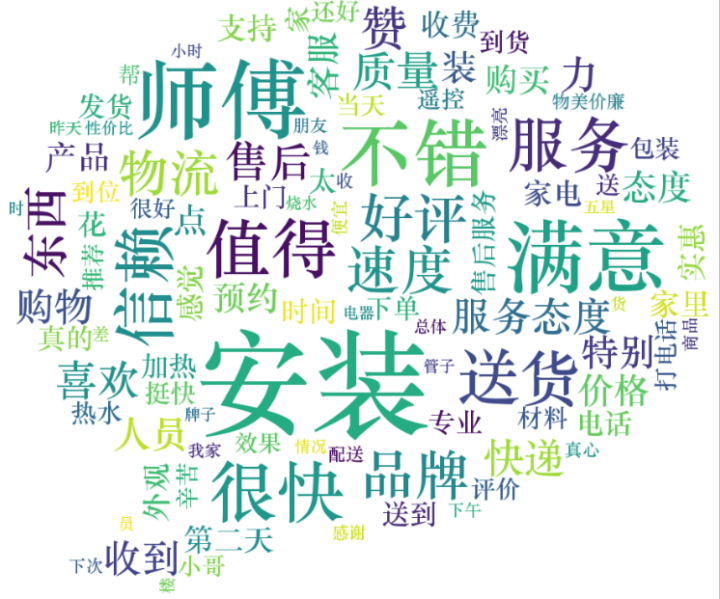 支持
家
还好
赞
收费
到货
小时
师傅
客服
质量
装
购买
力
帮
遥控
物美价廉
发货
当天
漂亮
昨天
性价比
朋友
不错
服务
包装
产品
物流
售后
钱
太
收
家电
送
态度
到位
上门
时
东西
很好
点
烧水
便宜
好评
五星
花
信赖
值得
售后服务
满意
实惠
推荐
感觉
速度
购物
预约
时间
电器
下单
服务态度
货
家里
真的
差
总体
打电话
商品
喜欢
加热
安装
管子
送货
特别
挺快
价格
热水
牌子
专业
材料
电话
人员
效果
我家
情况
配送
快递
真心
外观
辛苦
很快
品牌
评价
送到
下午
员
第二天
感谢
收到
下次
小哥
楼